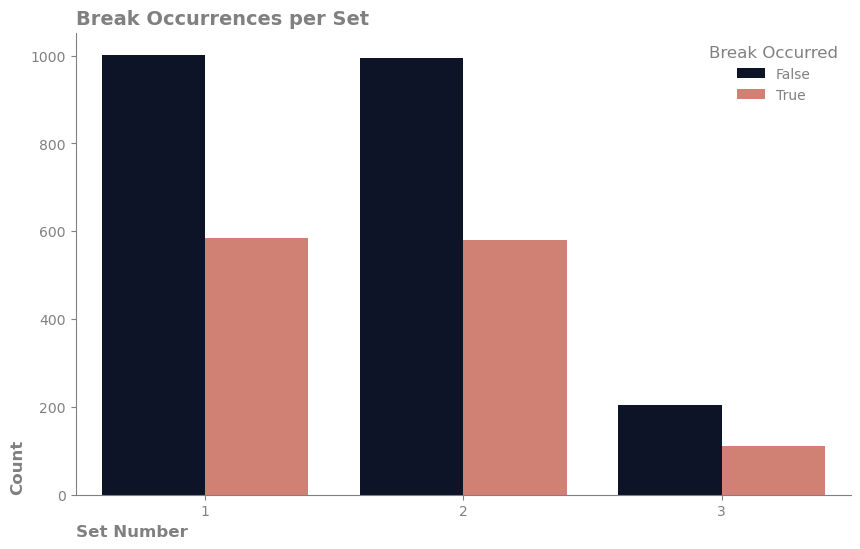 Break Occurrences per Set
Break Occurred
False
True
1000
800
600
400
200
0
Count
1 2 3
Set Number